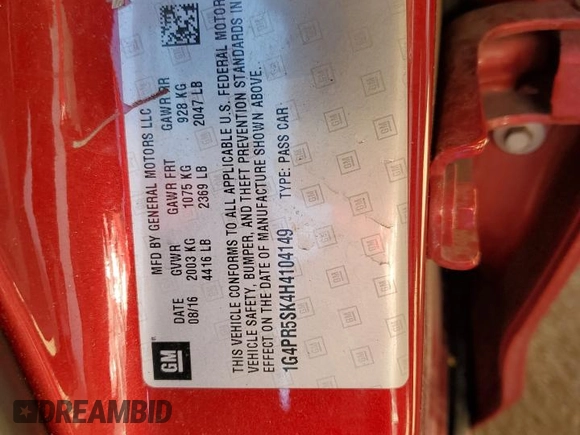 MFD BY GENERAL MOTORS LLC
DATE GVWR GAWR FRT GAWR RR
08/16 2003 KG 1075 KG 928 KG
4416 LB 2369 LB 2047 LB
THIS VEHICLE CONFORMS TO ALL APPLICABLE U.S. FEDERAL MOTOR
VEHICLE SAFETY, BUMPER, AND THEFT PREVENTION STANDARDS IN
EFFECT ON THE DATE OF MANUFACTURE SHOWN ABOVE.
1G4PR5SK4H4104149 TYPE: PASS CAR
GM
DREAMBID